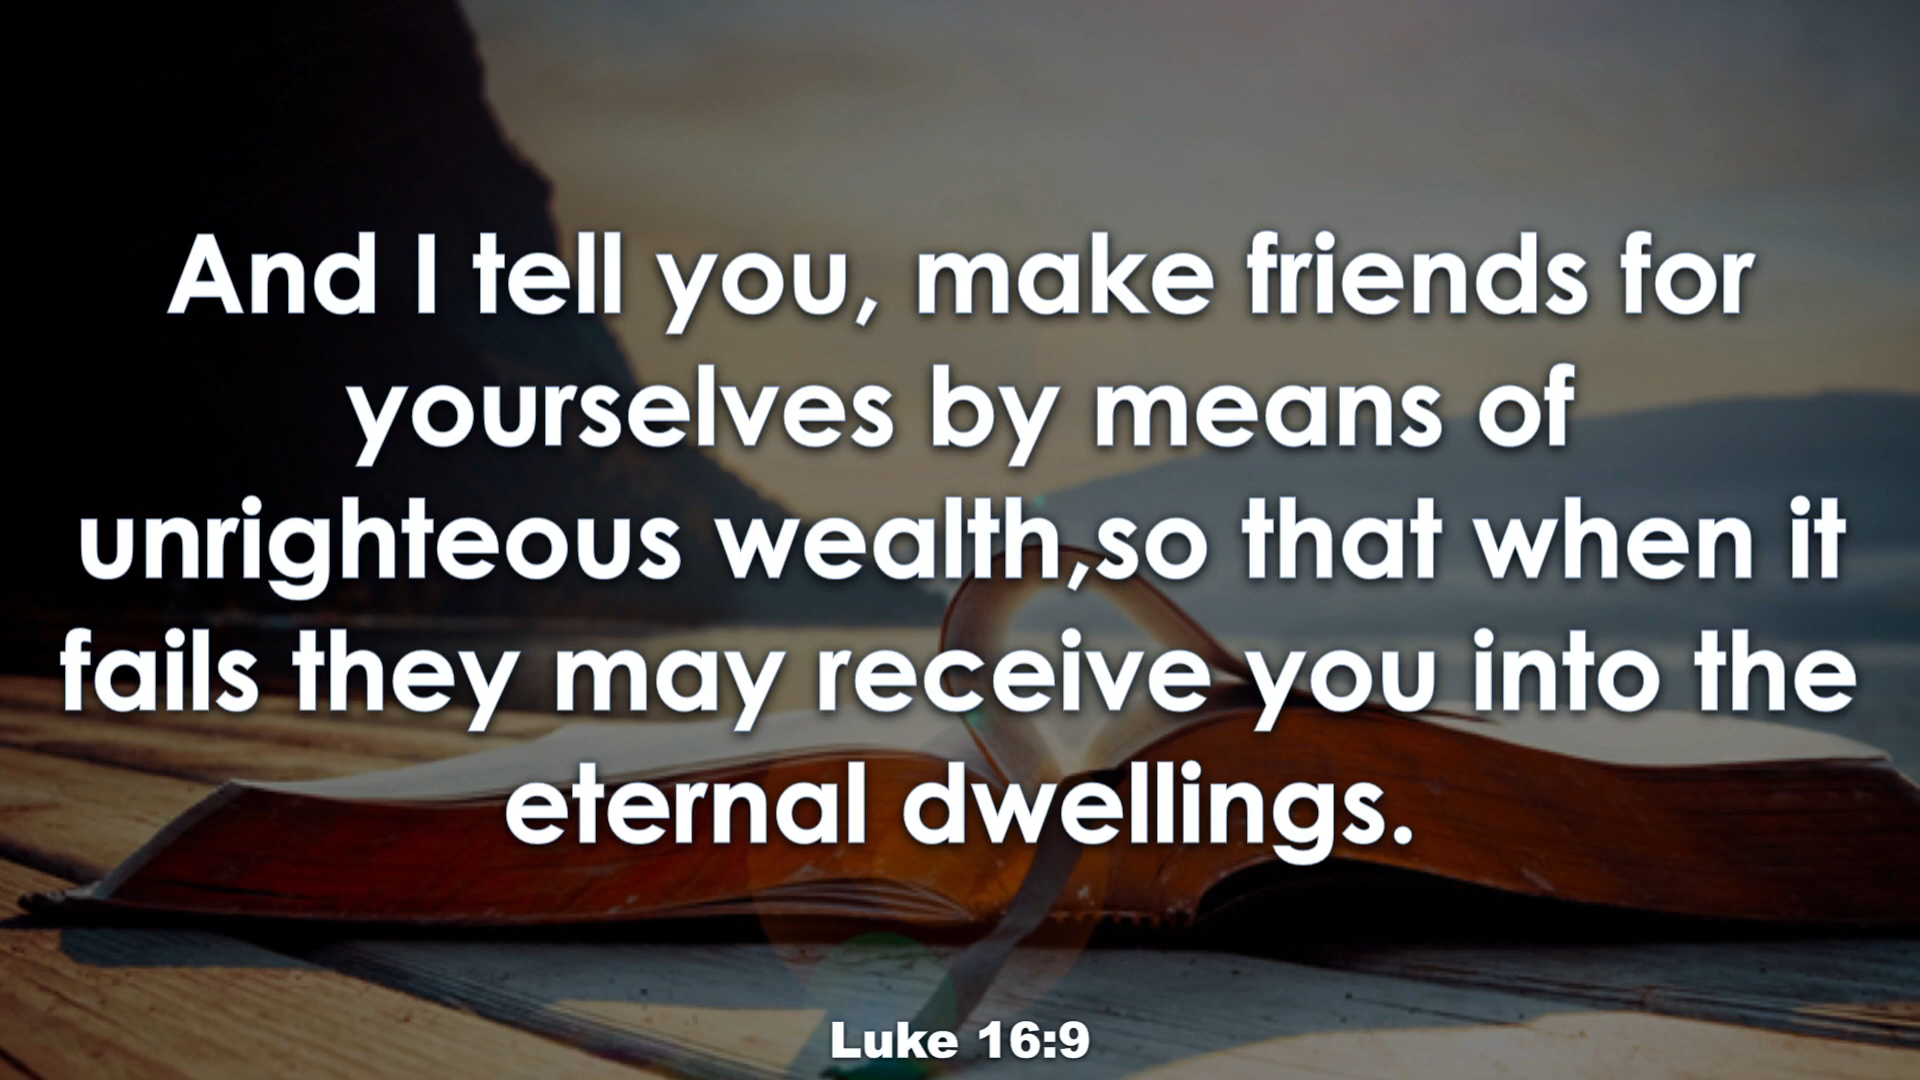 And I tell you, make friends for
yourselves by means of
unrighteous wealth,so that when it
fails they may receive you into the
eternal dwellings.
Luke 16:9